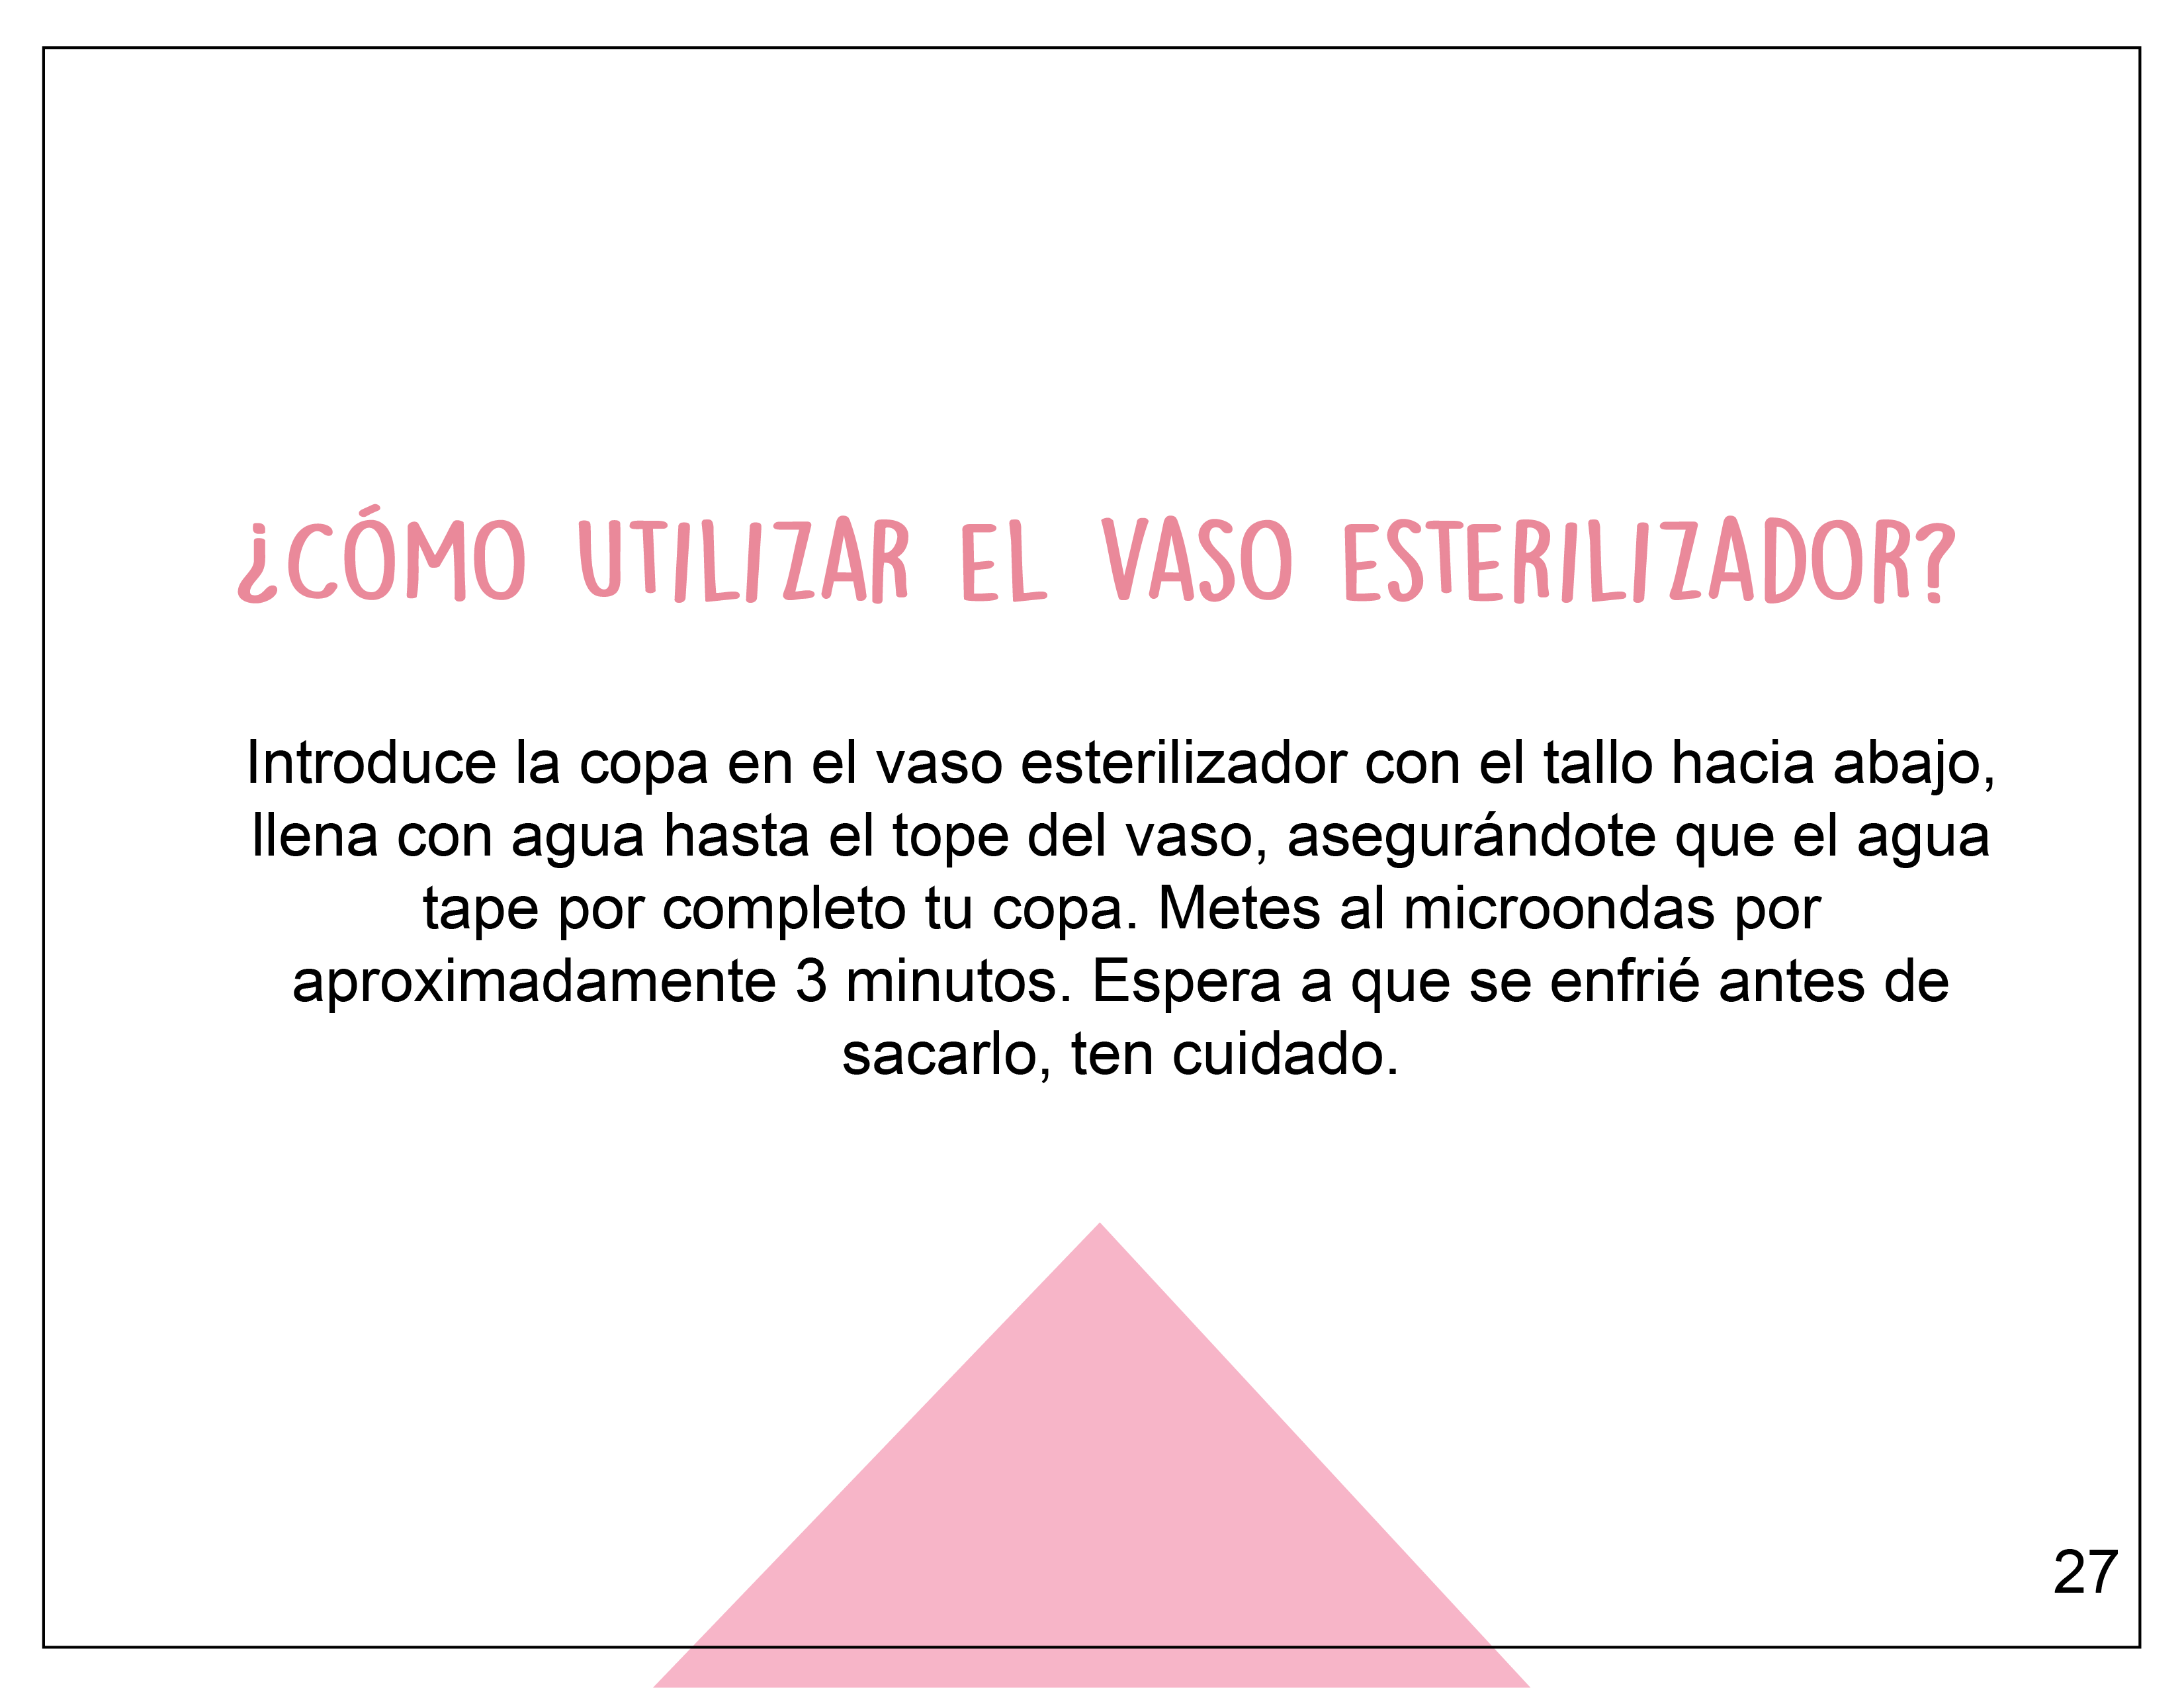 ¿CÓMO UTILIZAR EL VASO ESTERILIZADOR?
Introduce la copa en el vaso esterilizador con el tallo hacia abajo,
llena con agua hasta el tope del vaso, asegurándote que el agua
tape por completo tu copa. Metes al microondas por
aproximadamente 3 minutos. Espera a que se enfrié antes de
sacarlo, ten cuidado.
27